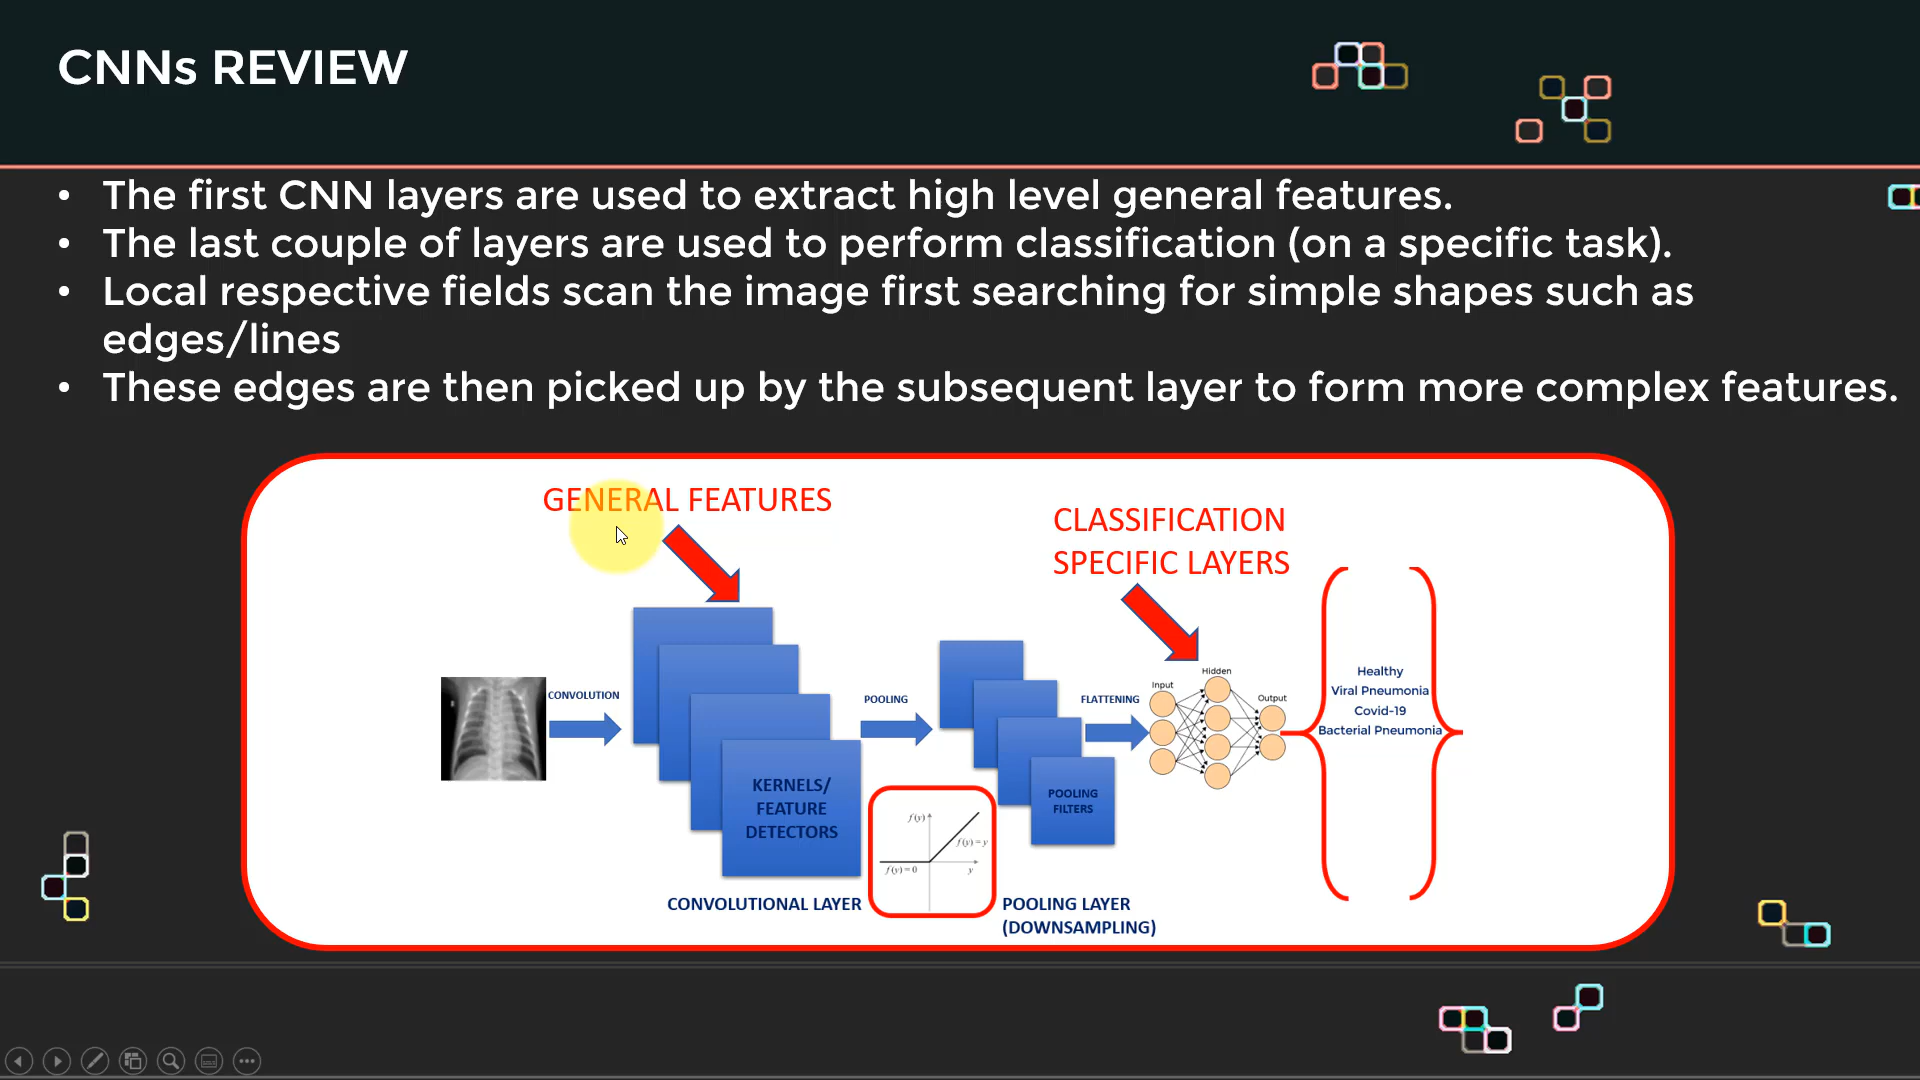 CNNs REVIEW
• The first CNN layers are used to extract high level general features.
• The last couple of layers are used to perform classification (on a specific task).
• Local respective fields scan the image first searching for simple shapes such as
edges/lines
• These edges are then picked up by the subsequent layer to form more complex features.
GENERAL FEATURES
CLASSIFICATION
SPECIFIC LAYERS
CONVOLUTION
KERNELS/
FEATURE
DETECTORS
CONVOLUTIONAL LAYER
f(y)
f(y) = y
f(y) = 0
y
POOLING
POOLING
FILTERS
POOLING LAYER
(DOWNSAMPLING)
FLATTENING
Input
Hidden
Output
Healthy
Viral Pneumonia
Covid-19
Bacterial Pneumonia